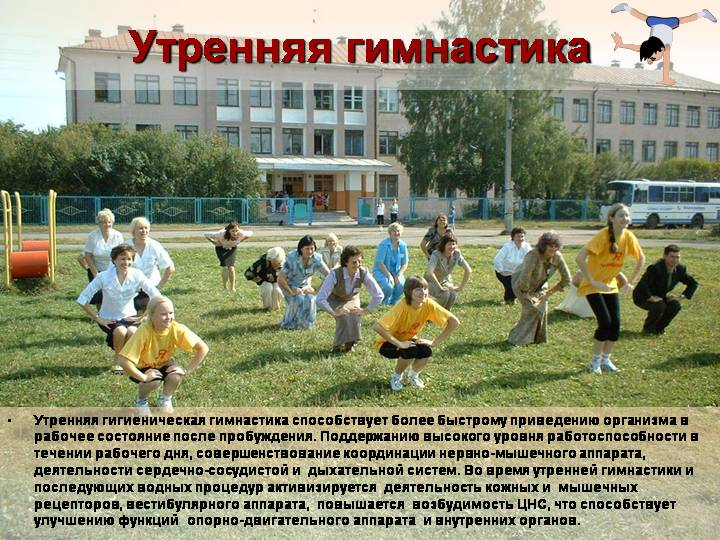 Утренняя гимнастика
• Утренняя гигиеническая гимнастика способствует более быстрому приведению организма в
рабочее состояние после пробуждения. Поддержанию высокого уровня работоспособности в
течении рабочего дня, совершенствование координации нервно-мышечного аппарата,
деятельности сердечно-сосудистой и дыхательной систем. Во время утренней гимнастики и
последующих водных процедур активизируется деятельность кожных и мышечных
рецепторов, вестибулярного аппарата, повышается возбудимость ЦНС, что способствует
улучшению функций опорно-двигательного аппарата и внутренних органов.